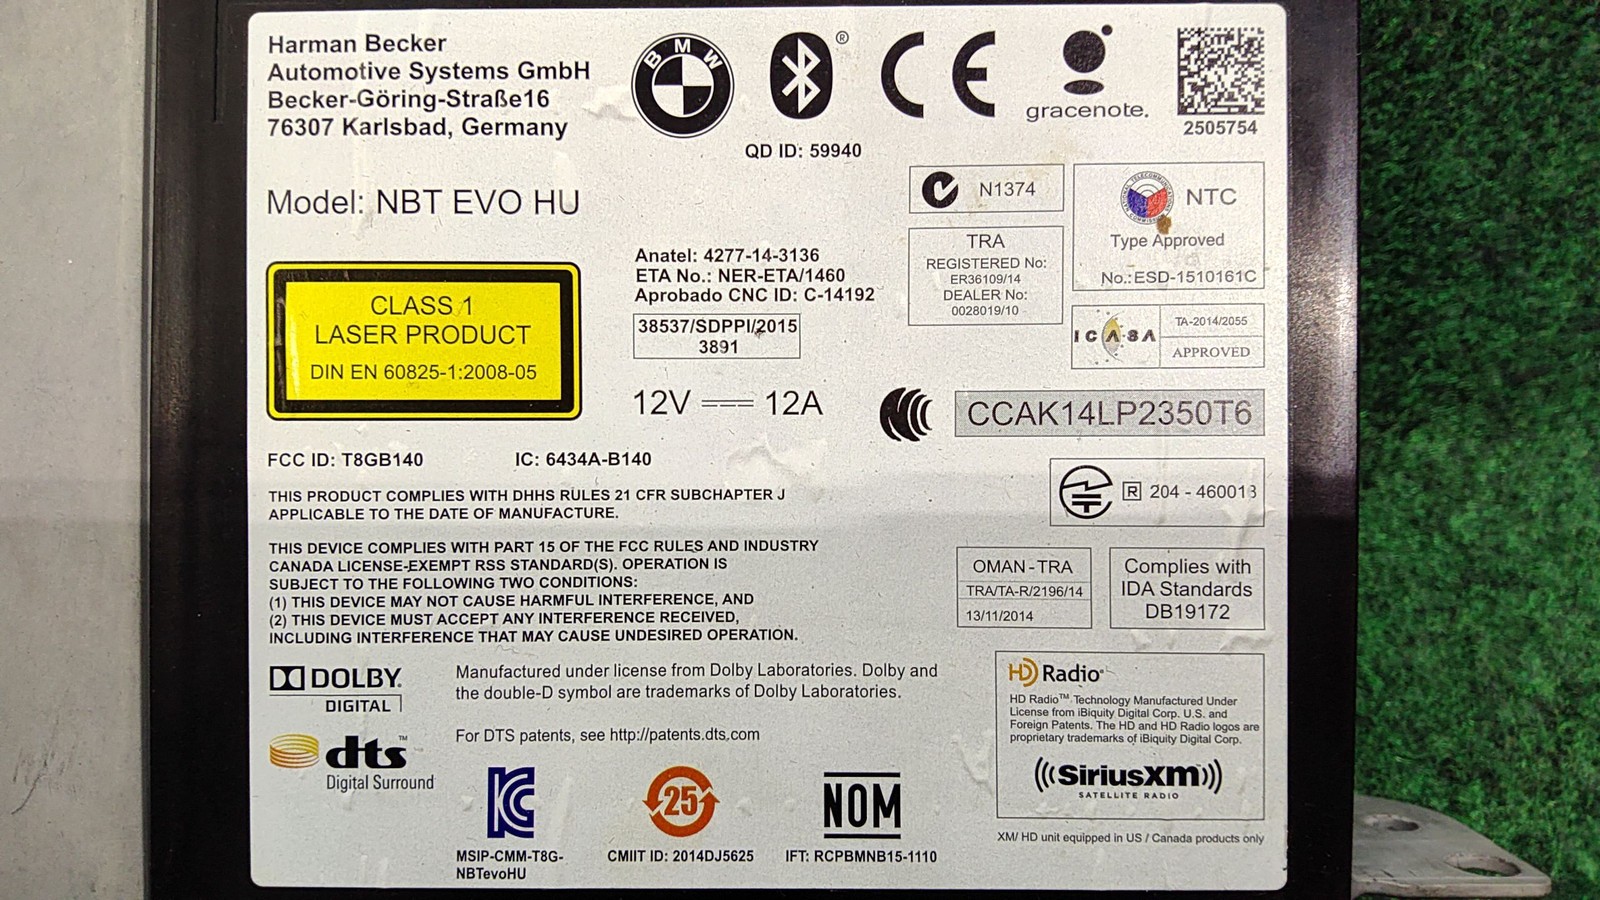 Harman Becker
Automotive Systems GmbH
Becker-Göring-Straße16
76307 Karlsbad, Germany
BMW
®
CE
gracenote.
2505754
QD ID: 59940
Model: NBT EVO HU
N1374
NTC
Type Approved
No.:ESD-1510161C
TRA
REGISTERED No:
ER36109/14
DEALER No:
0028019/10
Anatel: 4277-14-3136
ETA No.: NER-ETA/1460
Aprobado CNC ID: C-14192
38537/SDPPI/2015
3891
ICASA
TA-2014/2055
APPROVED
CLASS 1
LASER PRODUCT
DIN EN 60825-1:2008-05
12V 12A
CCAK14LP2350T6
FCC ID: T8GB140 IC: 6434A-B140
R 204 - 460013
THIS PRODUCT COMPLIES WITH DHHS RULES 21 CFR SUBCHAPTER J
APPLICABLE TO THE DATE OF MANUFACTURE.
THIS DEVICE COMPLIES WITH PART 15 OF THE FCC RULES AND INDUSTRY
CANADA LICENSE-EXEMPT RSS STANDARD(S). OPERATION IS
SUBJECT TO THE FOLLOWING TWO CONDITIONS:
(1) THIS DEVICE MAY NOT CAUSE HARMFUL INTERFERENCE, AND
(2) THIS DEVICE MUST ACCEPT ANY INTERFERENCE RECEIVED,
INCLUDING INTERFERENCE THAT MAY CAUSE UNDESIRED OPERATION.
OMAN-TRA
TRA/TA-R/2196/14
13/11/2014
Complies with
IDA Standards
DB19172
DOLBY
DIGITAL
Manufactured under license from Dolby Laboratories. Dolby and
the double-D symbol are trademarks of Dolby Laboratories.
dts™
Digital Surround
For DTS patents, see http://patents.dts.com
HD Radio
HD Radio™ Technology Manufactured Under
License from iBiquity Digital Corp. U.S. and
Foreign Patents. The HD and HD Radio logos are
proprietary trademarks of iBiquity Digital Corp.
SiriusXM
SATELLITE RADIO
XM/ HD unit equipped in US / Canada products only
KC
MSIP-CMM-T8G-
NBTevoHU
25
CMIIT ID: 2014DJ5625
NOM
IFT: RCPBMNB15-1110